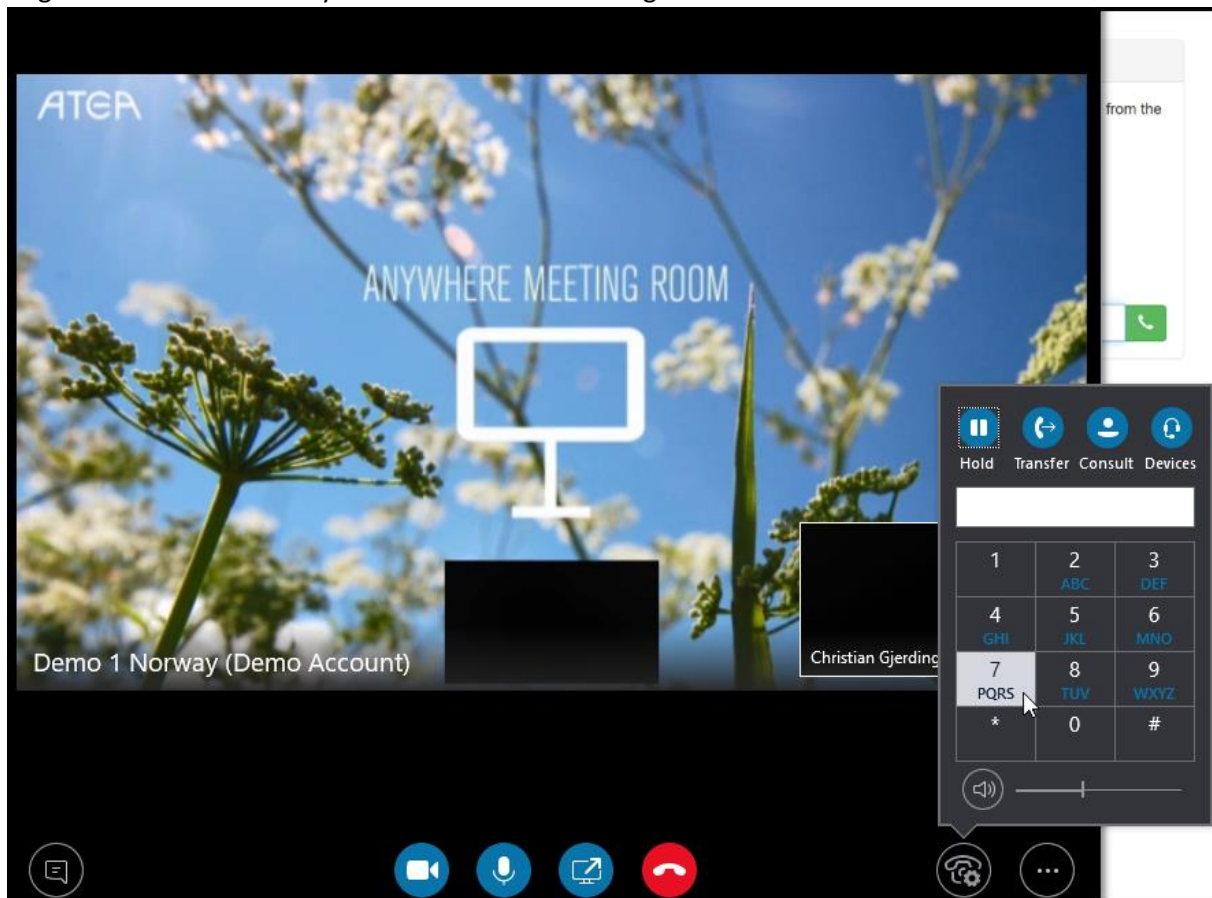 ATEA
from the
ANYWHERE MEETING ROOM
Demo 1 Norway (Demo Account)
Christian Gjerding
Hold Transfer Consult Devices
1 2 3
ABC DEF
4 5 6
GHI JKL MNO
7 8 9
PQRS TUV WXYZ
* 0 #